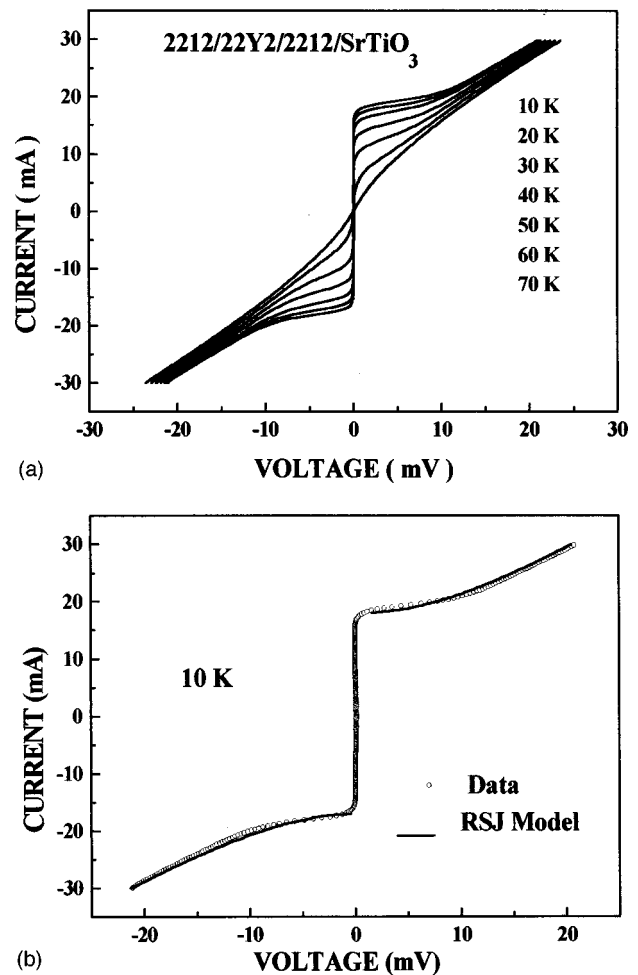 2212/22Y2/2212/SrTiO3
CURRENT ( mA)
30
20
10
0
-10
-20
-30
10 K
20 K
30 K
40 K
50 K
60 K
70 K
-30
-20
-10
0
10
20
30
VOLTAGE ( mV )
(a)
CURRENT (mA)
30
20
10
0
-10
-20
-30
10 K
Data
RSJ Model
-20
-10
0
10
20
VOLTAGE (mV)
(b)